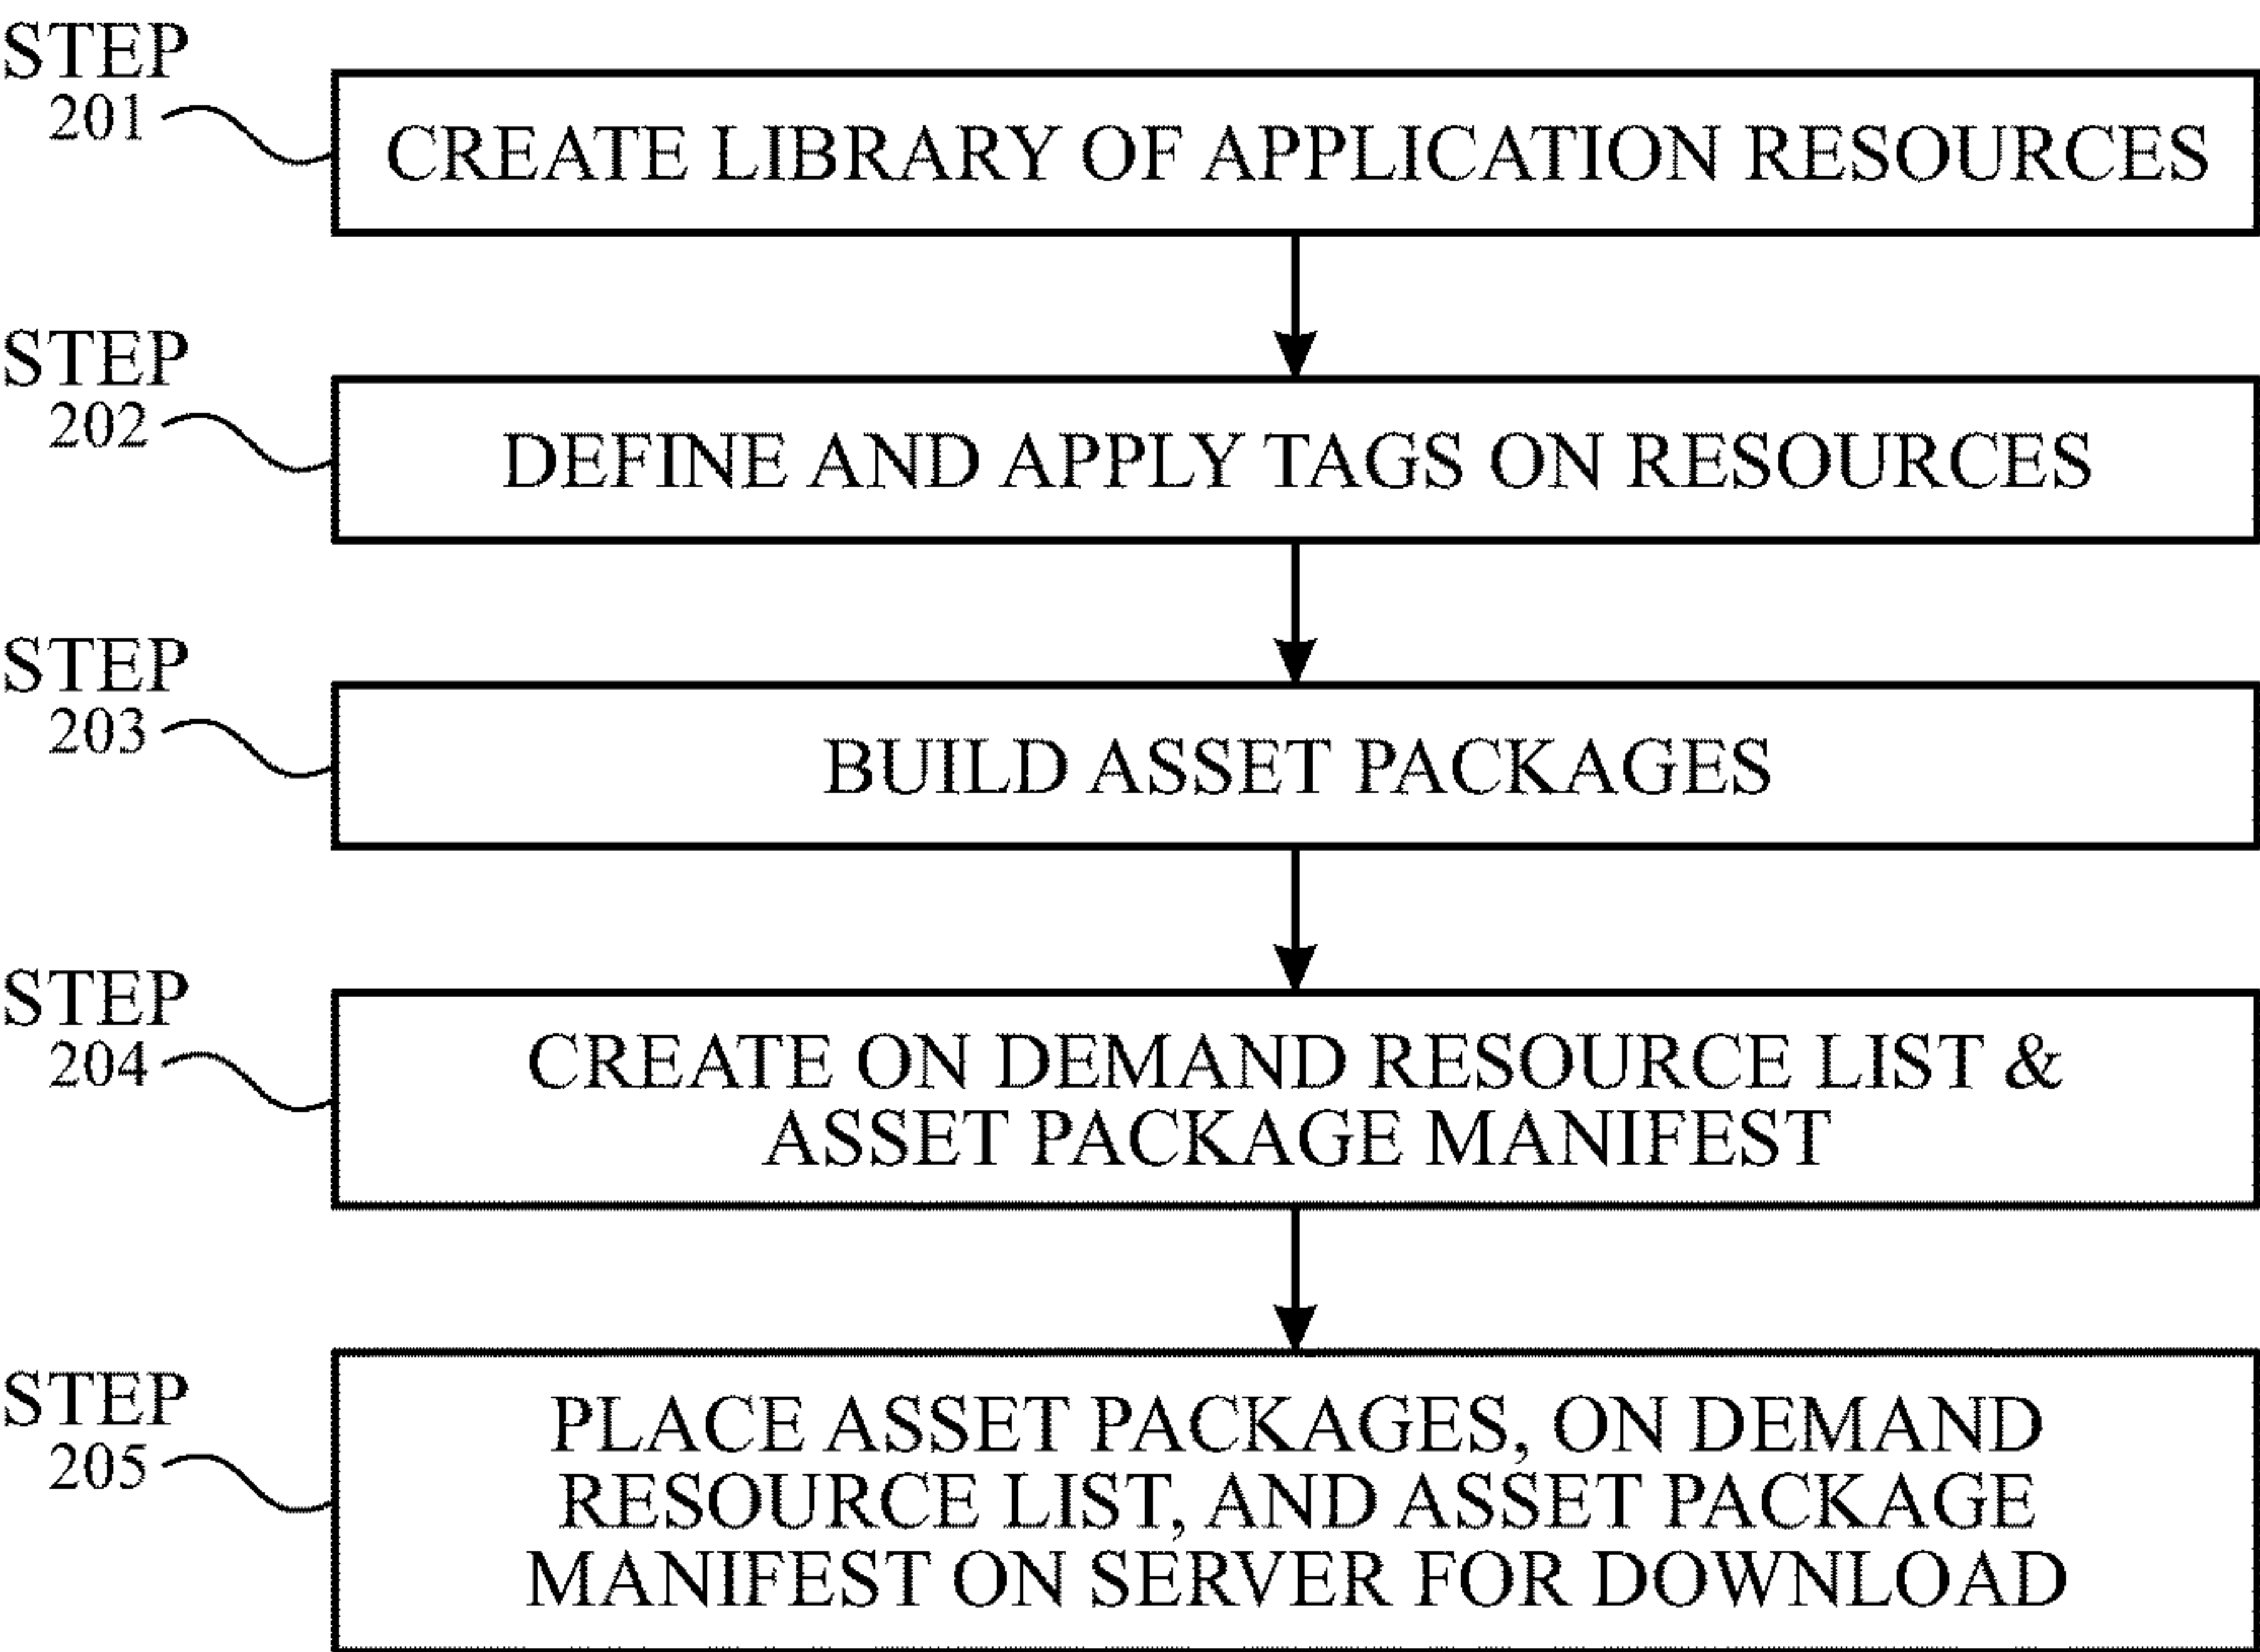 STEP
201
CREATE LIBRARY OF APPLICATION RESOURCES
STEP
202
DEFINE AND APPLY TAGS ON RESOURCES
STEP
203
BUILD ASSET PACKAGES
STEP
204
CREATE ON DEMAND RESOURCE LIST &
ASSET PACKAGE MANIFEST
STEP
205
PLACE ASSET PACKAGES, ON DEMAND
RESOURCE LIST, AND ASSET PACKAGE
MANIFEST ON SERVER FOR DOWNLOAD